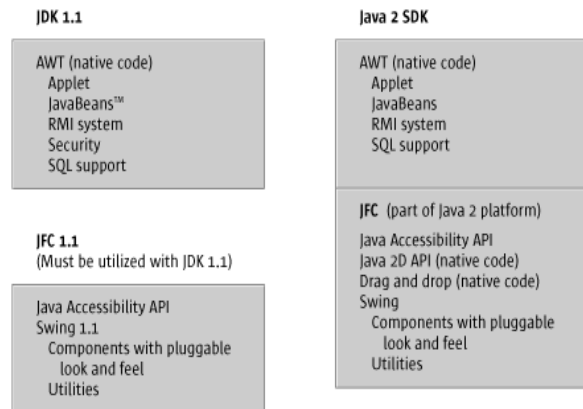 JDK 1.1
AWT (native code)
Applet
JavaBeans™
RMI system
Security
SQL support
JFC 1.1
(Must be utilized with JDK 1.1)
Java Accessibility API
Swing 1.1
Components with pluggable
look and feel
Utilities
Java 2 SDK
AWT (native code)
Applet
JavaBeans
RMI system
SQL support
JFC (part of Java 2 platform)
Java Accessibility API
Java 2D API (native code)
Drag and drop (native code)
Swing
Components with pluggable
look and feel
Utilities